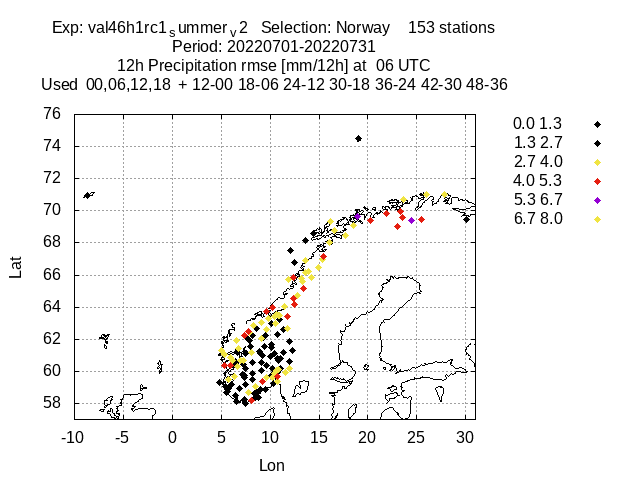 Exp: val46h1rc1summerv2 Selection: Norway 153 stations
Period: 20220701-20220731
12h Precipitation rmse [mm/12h] at 06 UTC
Used 00,06,12,18 + 12-00 18-06 24-12 30-18 36-24 42-30 48-36
76
74
72
70
68
66
64
62
60
58
Lat
-10 -5 0 5 10 15 20 25 30
Lon
0.0 1.3
1.3 2.7
2.7 4.0
4.0 5.3
5.3 6.7
6.7 8.0